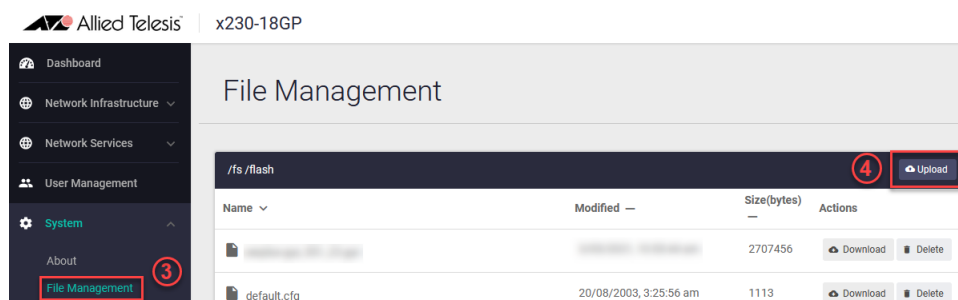 Allied Telesis x230-18GP
Dashboard
Network Infrastructure
Network Services
User Management
System
About
3
File Management
File Management
/fs /flash
4
Upload
Name Modified Size(bytes) Actions
2707456 Download Delete
default.cfg 20/08/2003, 3:25:56 am 1113 Download Delete